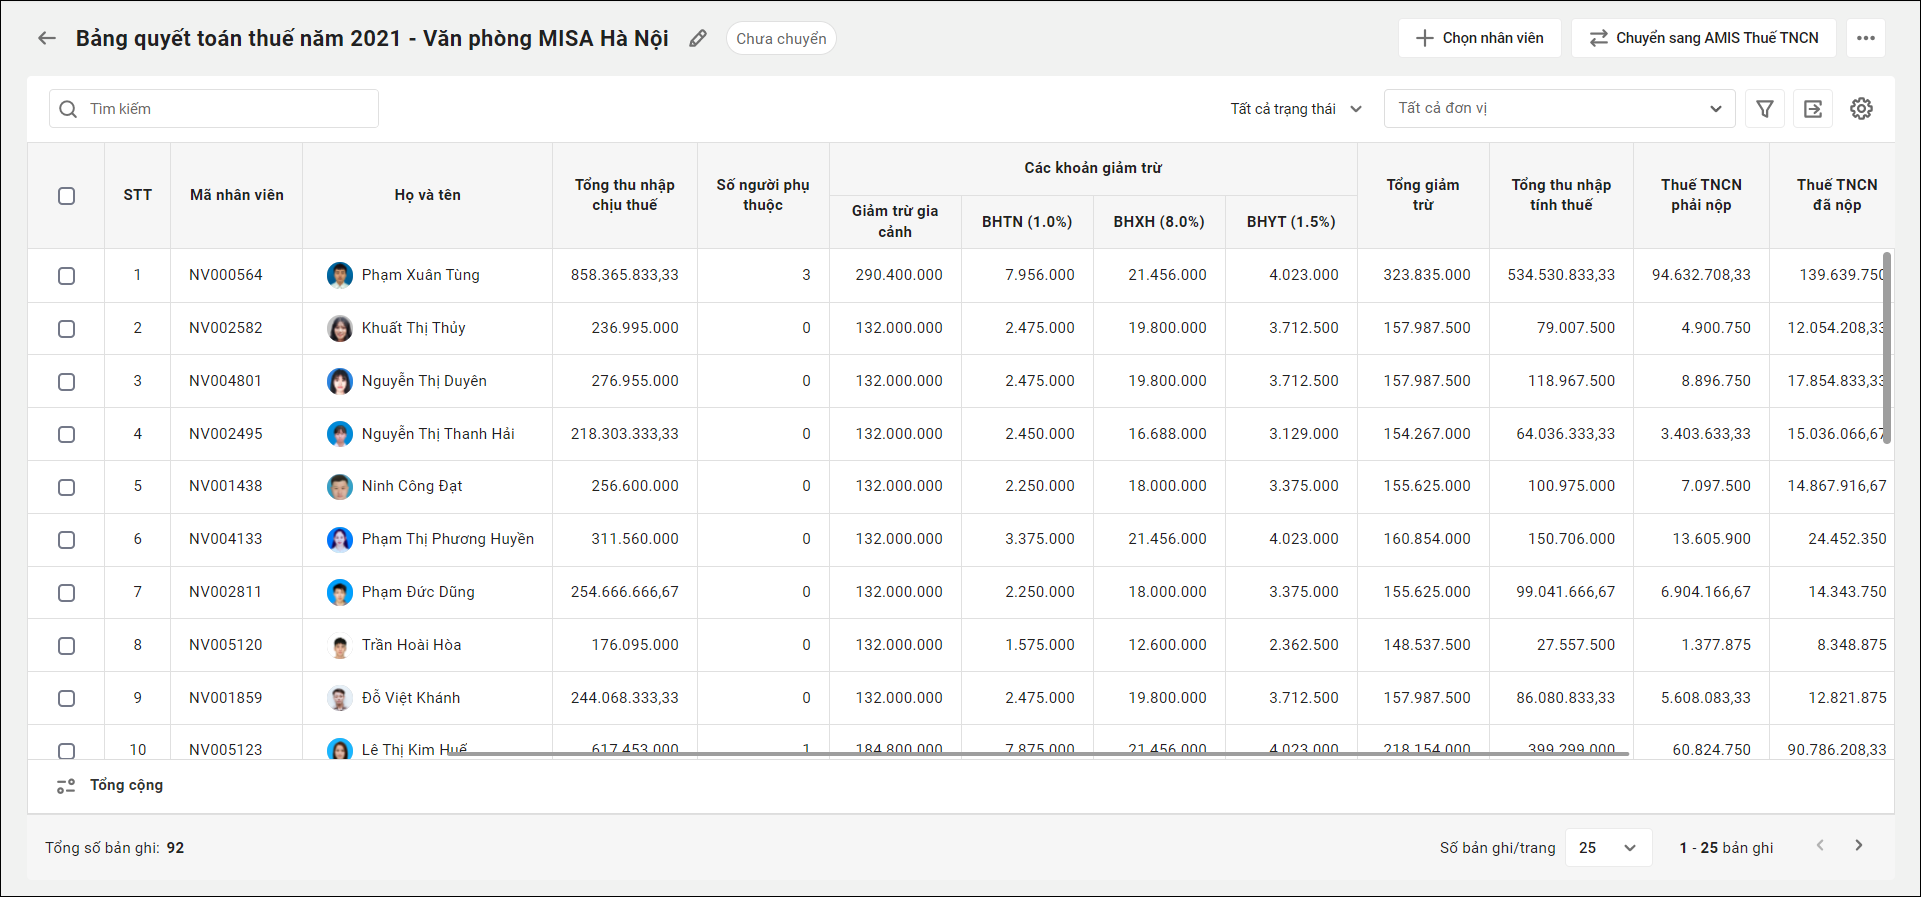 Bảng quyết toán thuế năm 2021 - Văn phòng MISA Hà Nội Chưa chuyển Chọn nhân viên Chuyển sang AMIS Thuế TNCN
Tìm kiếm Tất cả trạng thái Tất cả đơn vị
STT Mã nhân viên Họ và tên Tổng thu nhập chịu thuế Số người phụ thuộc Các khoản giảm trừ Tổng giảm trừ Tổng thu nhập tính thuế Thuế TNCN phải nộp Thuế TNCN đã nộp
Giảm trừ gia cảnh BHTN (1.0%) BHXH (8.0%) BHYT (1.5%)
1 NV000564 Phạm Xuân Tùng 858.365.833,33 3 290.400.000 7.956.000 21.456.000 4.023.000 323.835.000 534.530.833,33 94.632.708,33 139.639.750
2 NV002582 Khuất Thị Thủy 236.995.000 0 132.000.000 2.475.000 19.800.000 3.712.500 157.987.500 79.007.500 4.900.750 12.054.208,33
3 NV004801 Nguyễn Thị Duyên 276.955.000 0 132.000.000 2.475.000 19.800.000 3.712.500 157.987.500 118.967.500 8.896.750 17.854.833,33
4 NV002495 Nguyễn Thị Thanh Hải 218.303.333,33 0 132.000.000 2.450.000 16.688.000 3.129.000 154.267.000 64.036.333,33 3.403.633,33 15.036.066,67
5 NV001438 Ninh Công Đạt 256.600.000 0 132.000.000 2.250.000 18.000.000 3.375.000 155.625.000 100.975.000 7.097.500 14.867.916,67
6 NV004133 Phạm Thị Phương Huyền 311.560.000 0 132.000.000 3.375.000 21.456.000 4.023.000 160.854.000 150.706.000 13.605.900 24.452.350
7 NV002811 Phạm Đức Dũng 254.666.666,67 0 132.000.000 2.250.000 18.000.000 3.375.000 155.625.000 99.041.666,67 6.904.166,67 14.343.750
8 NV005120 Trần Hoài Hòa 176.095.000 0 132.000.000 1.575.000 12.600.000 2.362.500 148.537.500 27.557.500 1.377.875 8.348.875
9 NV001859 Đỗ Việt Khánh 244.068.333,33 0 132.000.000 2.475.000 19.800.000 3.712.500 157.987.500 86.080.833,33 5.608.083,33 12.821.875
10 NV005123 Lê Thị Kim Huế 617.453.000 1 184.800.000 7.875.000 21.456.000 4.023.000 218.154.000 399.299.000 60.824.750 90.786.208,33
Tổng cộng
Tổng số bản ghi: 92 Số bản ghi/trang 25 1 - 25 bản ghi